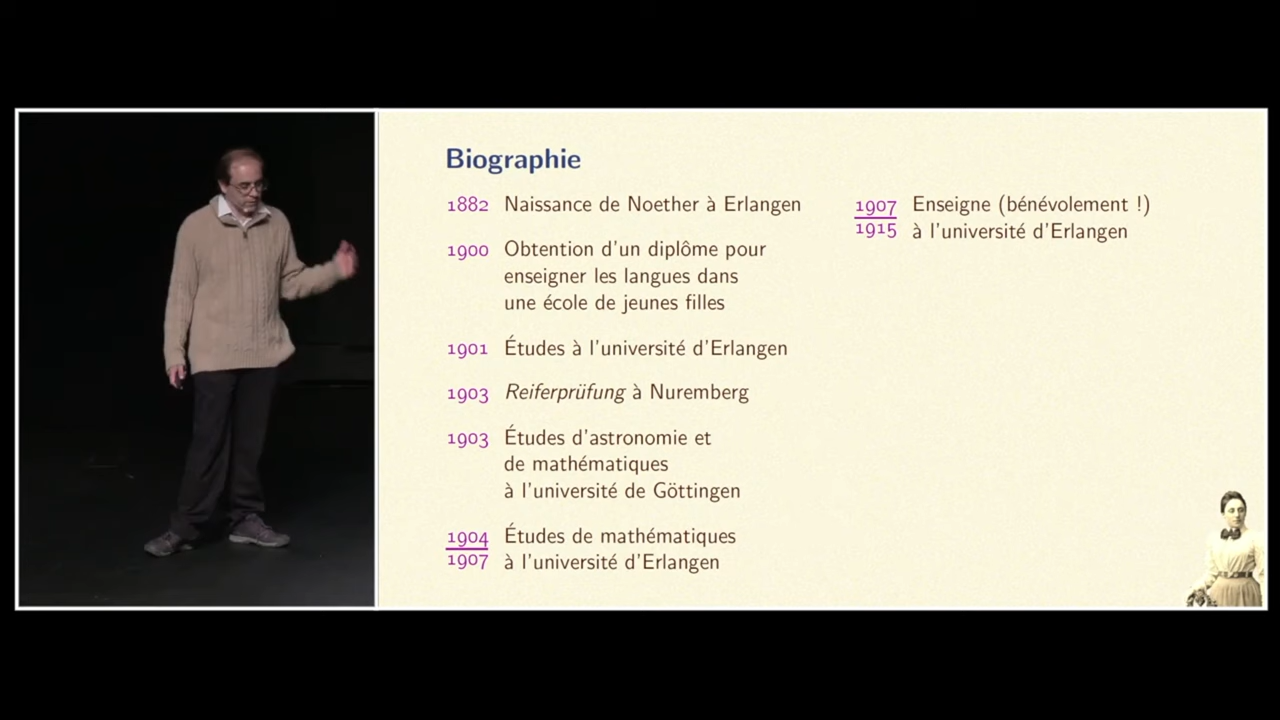 Biographie
1882 Naissance de Noether à Erlangen
1900 Obtention d'un diplôme pour
enseigner les langues dans
une école de jeunes filles
1901 Études à l'université d'Erlangen
1903 Reiferprüfung à Nuremberg
1903 Études d'astronomie et
de mathématiques
à l'université de Göttingen
1904 Études de mathématiques
1907 à l'université d'Erlangen
1907 Enseigne (bénévolement !)
1915 à l'université d'Erlangen